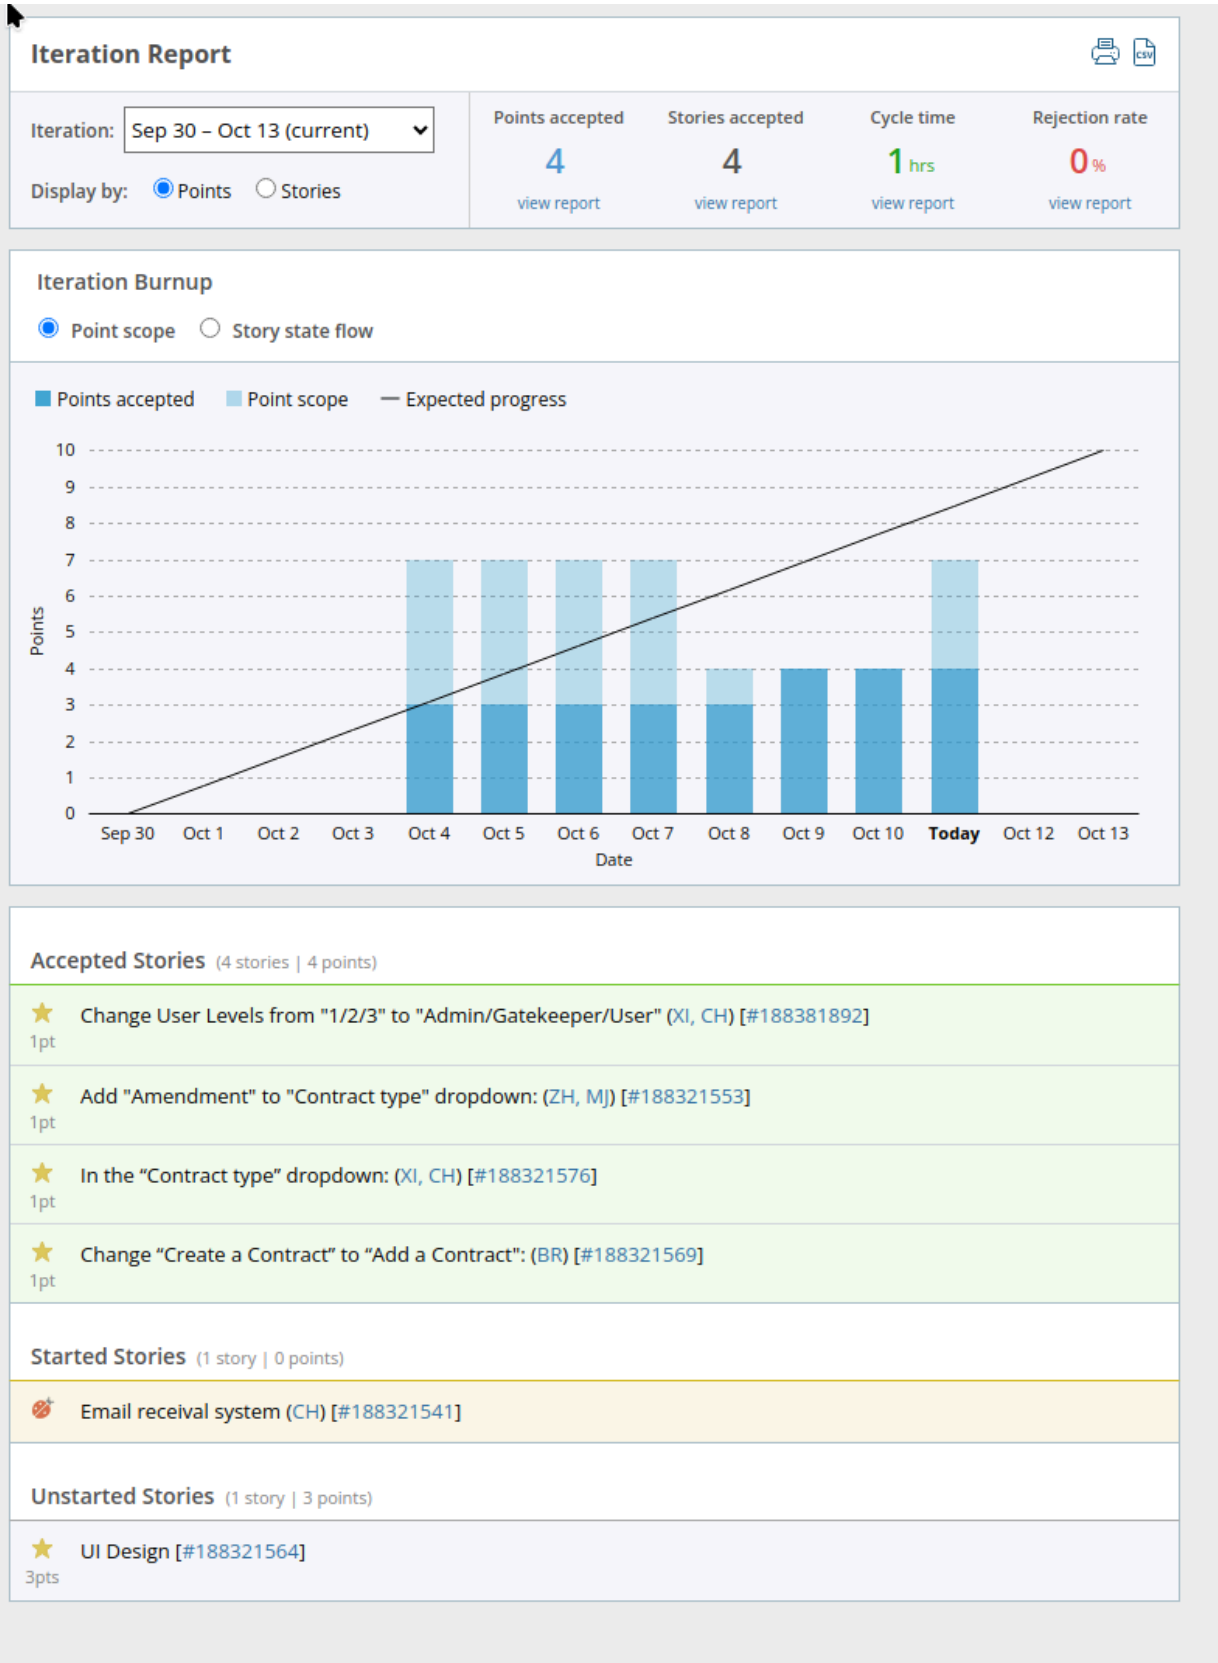 Iteration Report
CSV
Iteration: Sep 30 – Oct 13 (current)
Display by: Points Stories
Points accepted Stories accepted Cycle time Rejection rate
4 4 1 hrs 0 %
view report view report view report view report
Iteration Burnup
Point scope Story state flow
Points accepted Point scope Expected progress
10
9
8
7
6
5
4
3
2
1
0
Points
Sep 30 Oct 1 Oct 2 Oct 3 Oct 4 Oct 5 Oct 6 Oct 7 Oct 8 Oct 9 Oct 10 Today Oct 12 Oct 13
Date
Accepted Stories (4 stories | 4 points)
Change User Levels from "1/2/3" to "Admin/Gatekeeper/User" (XI, CH) [#188381892]
1pt
Add "Amendment" to "Contract type" dropdown: (ZH, MJ) [#188321553]
1pt
In the “Contract type” dropdown: (XI, CH) [#188321576]
1pt
Change “Create a Contract” to “Add a Contract": (BR) [#188321569]
1pt
Started Stories (1 story | 0 points)
Email receival system (CH) [#188321541]
Unstarted Stories (1 story | 3 points)
UI Design [#188321564]
3pts